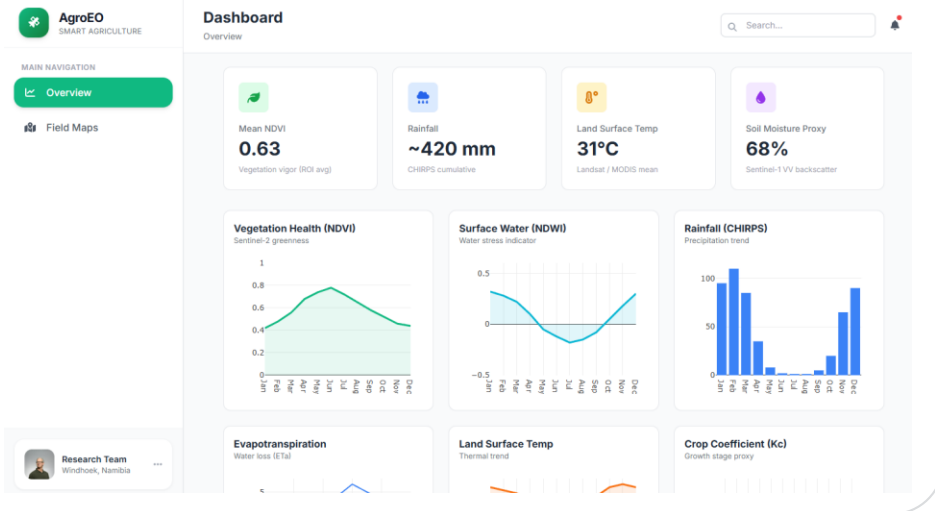 AgroEO
SMART AGRICULTURE
MAIN NAVIGATION
Overview
Field Maps
Research Team
Windhoek, Namibia
Dashboard
Overview
Search...
Mean NDVI
0.63
Vegetation vigor (ROI avg)
Rainfall
~420 mm
CHIRPS cumulative
Land Surface Temp
31°C
Landsat / MODIS mean
Soil Moisture Proxy
68%
Sentinel-1 VV backscatter
Vegetation Health (NDVI)
Sentinel-2 greenness
1
0.8
0.6
0.4
0.2
0
Jan Feb Mar Apr May Jun Jul Aug Sep Oct Nov Dec
Surface Water (NDWI)
Water stress indicator
0.5
0
−0.5
Jan Feb Mar Apr May Jun Jul Aug Sep Oct Nov Dec
Rainfall (CHIRPS)
Precipitation trend
100
50
0
Jan Feb Mar Apr May Jun Jul Aug Sep Oct Nov Dec
Evapotranspiration
Water loss (ETa)
5
Land Surface Temp
Thermal trend
Crop Coefficient (Kc)
Growth stage proxy